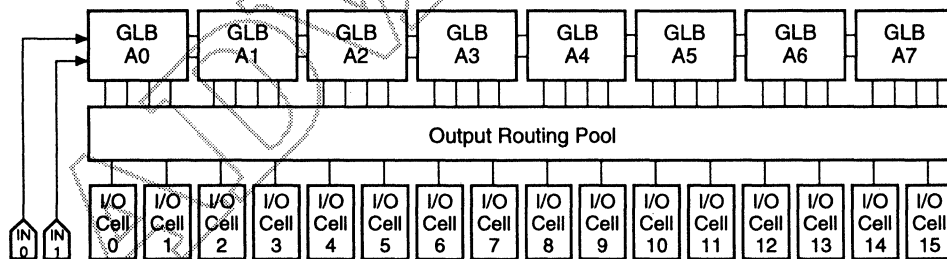 GLB A0
GLB A1
GLB A2
GLB A3
GLB A4
GLB A5
GLB A6
GLB A7
Output Routing Pool
IN 0
IN 1
I/O Cell 0
I/O Cell 1
I/O Cell 2
I/O Cell 3
I/O Cell 4
I/O Cell 5
I/O Cell 6
I/O Cell 7
I/O Cell 8
I/O Cell 9
I/O Cell 10
I/O Cell 11
I/O Cell 12
I/O Cell 13
I/O Cell 14
I/O Cell 15